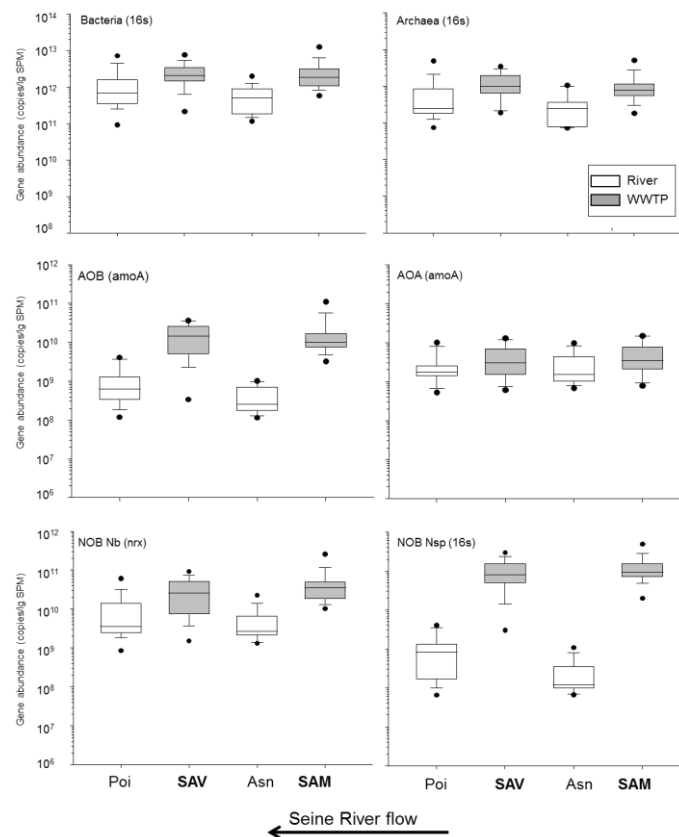 Bacteria (16s)
Archaea (16s)
Gene abundance (copies/lg SPM)
10¹⁴
10¹³
10¹²
10¹¹
10¹⁰
10⁹
10⁸
River
WWTP
AOB (amoA)
AOA (amoA)
Gene abundance (copies/lg SPM)
10¹²
10¹¹
10¹⁰
10⁹
10⁸
10⁷
10⁶
NOB Nb (nrx)
NOB Nsp (16s)
Gene abundance (copies/lg SPM)
10¹²
10¹¹
10¹⁰
10⁹
10⁸
10⁷
10⁶
Poi SAV Asn SAM Poi SAV Asn SAM
Seine River flow